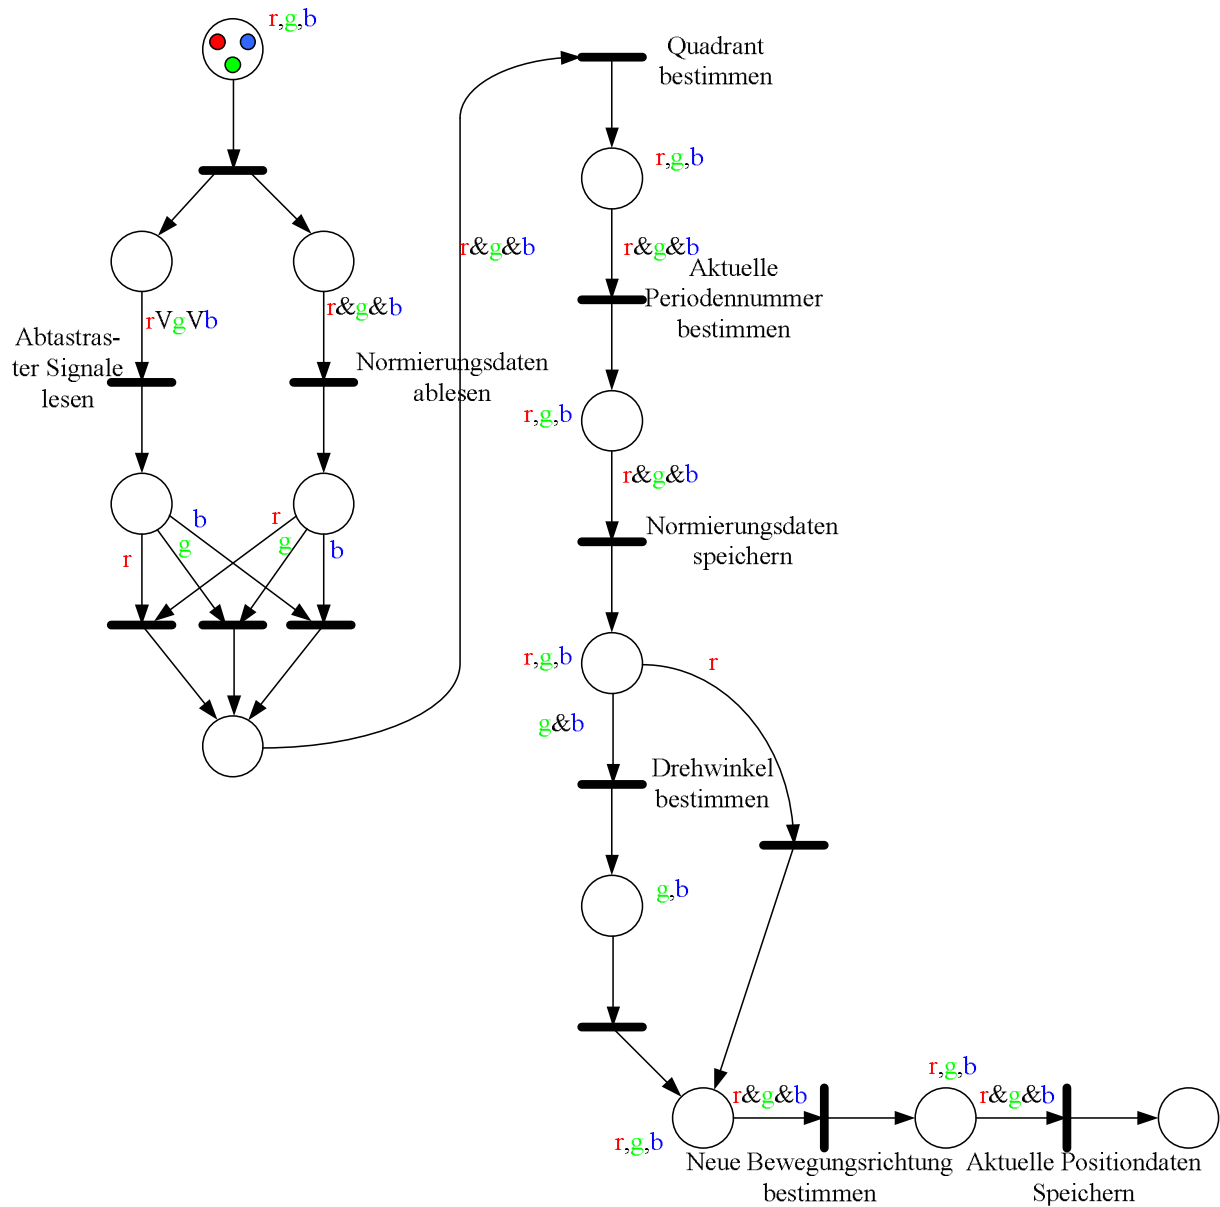 r,g,b
Quadrant
bestimmen
r,g,b
r&g&b
r&g&b
Aktuelle
Periodennummer
bestimmen
r&g&b
rVgVb
Abtastras-
ter Signale
lesen
Normierungsdaten
ablesen
r,g,b
r&g&b
b
r
g
g
r
b
Normierungsdaten
speichern
r,g,b
r
g&b
Drehwinkel
bestimmen
g,b
r,g,b
r&g&b
r&g&b
r,g,b
Neue Bewegungsrichtung
bestimmen
Aktuelle Positiondaten
Speichern